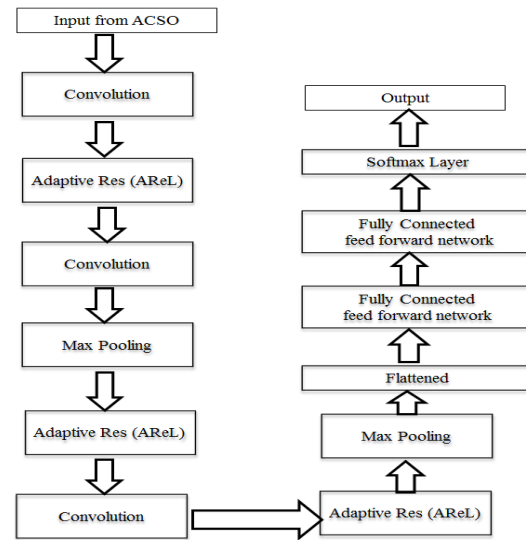 Input from ACSO
Convolution
Adaptive Res (AReL)
Convolution
Max Pooling
Adaptive Res (AReL)
Convolution
Adaptive Res (AReL)
Max Pooling
Flattened
Fully Connected
feed forward network
Fully Connected
feed forward network
Softmax Layer
Output